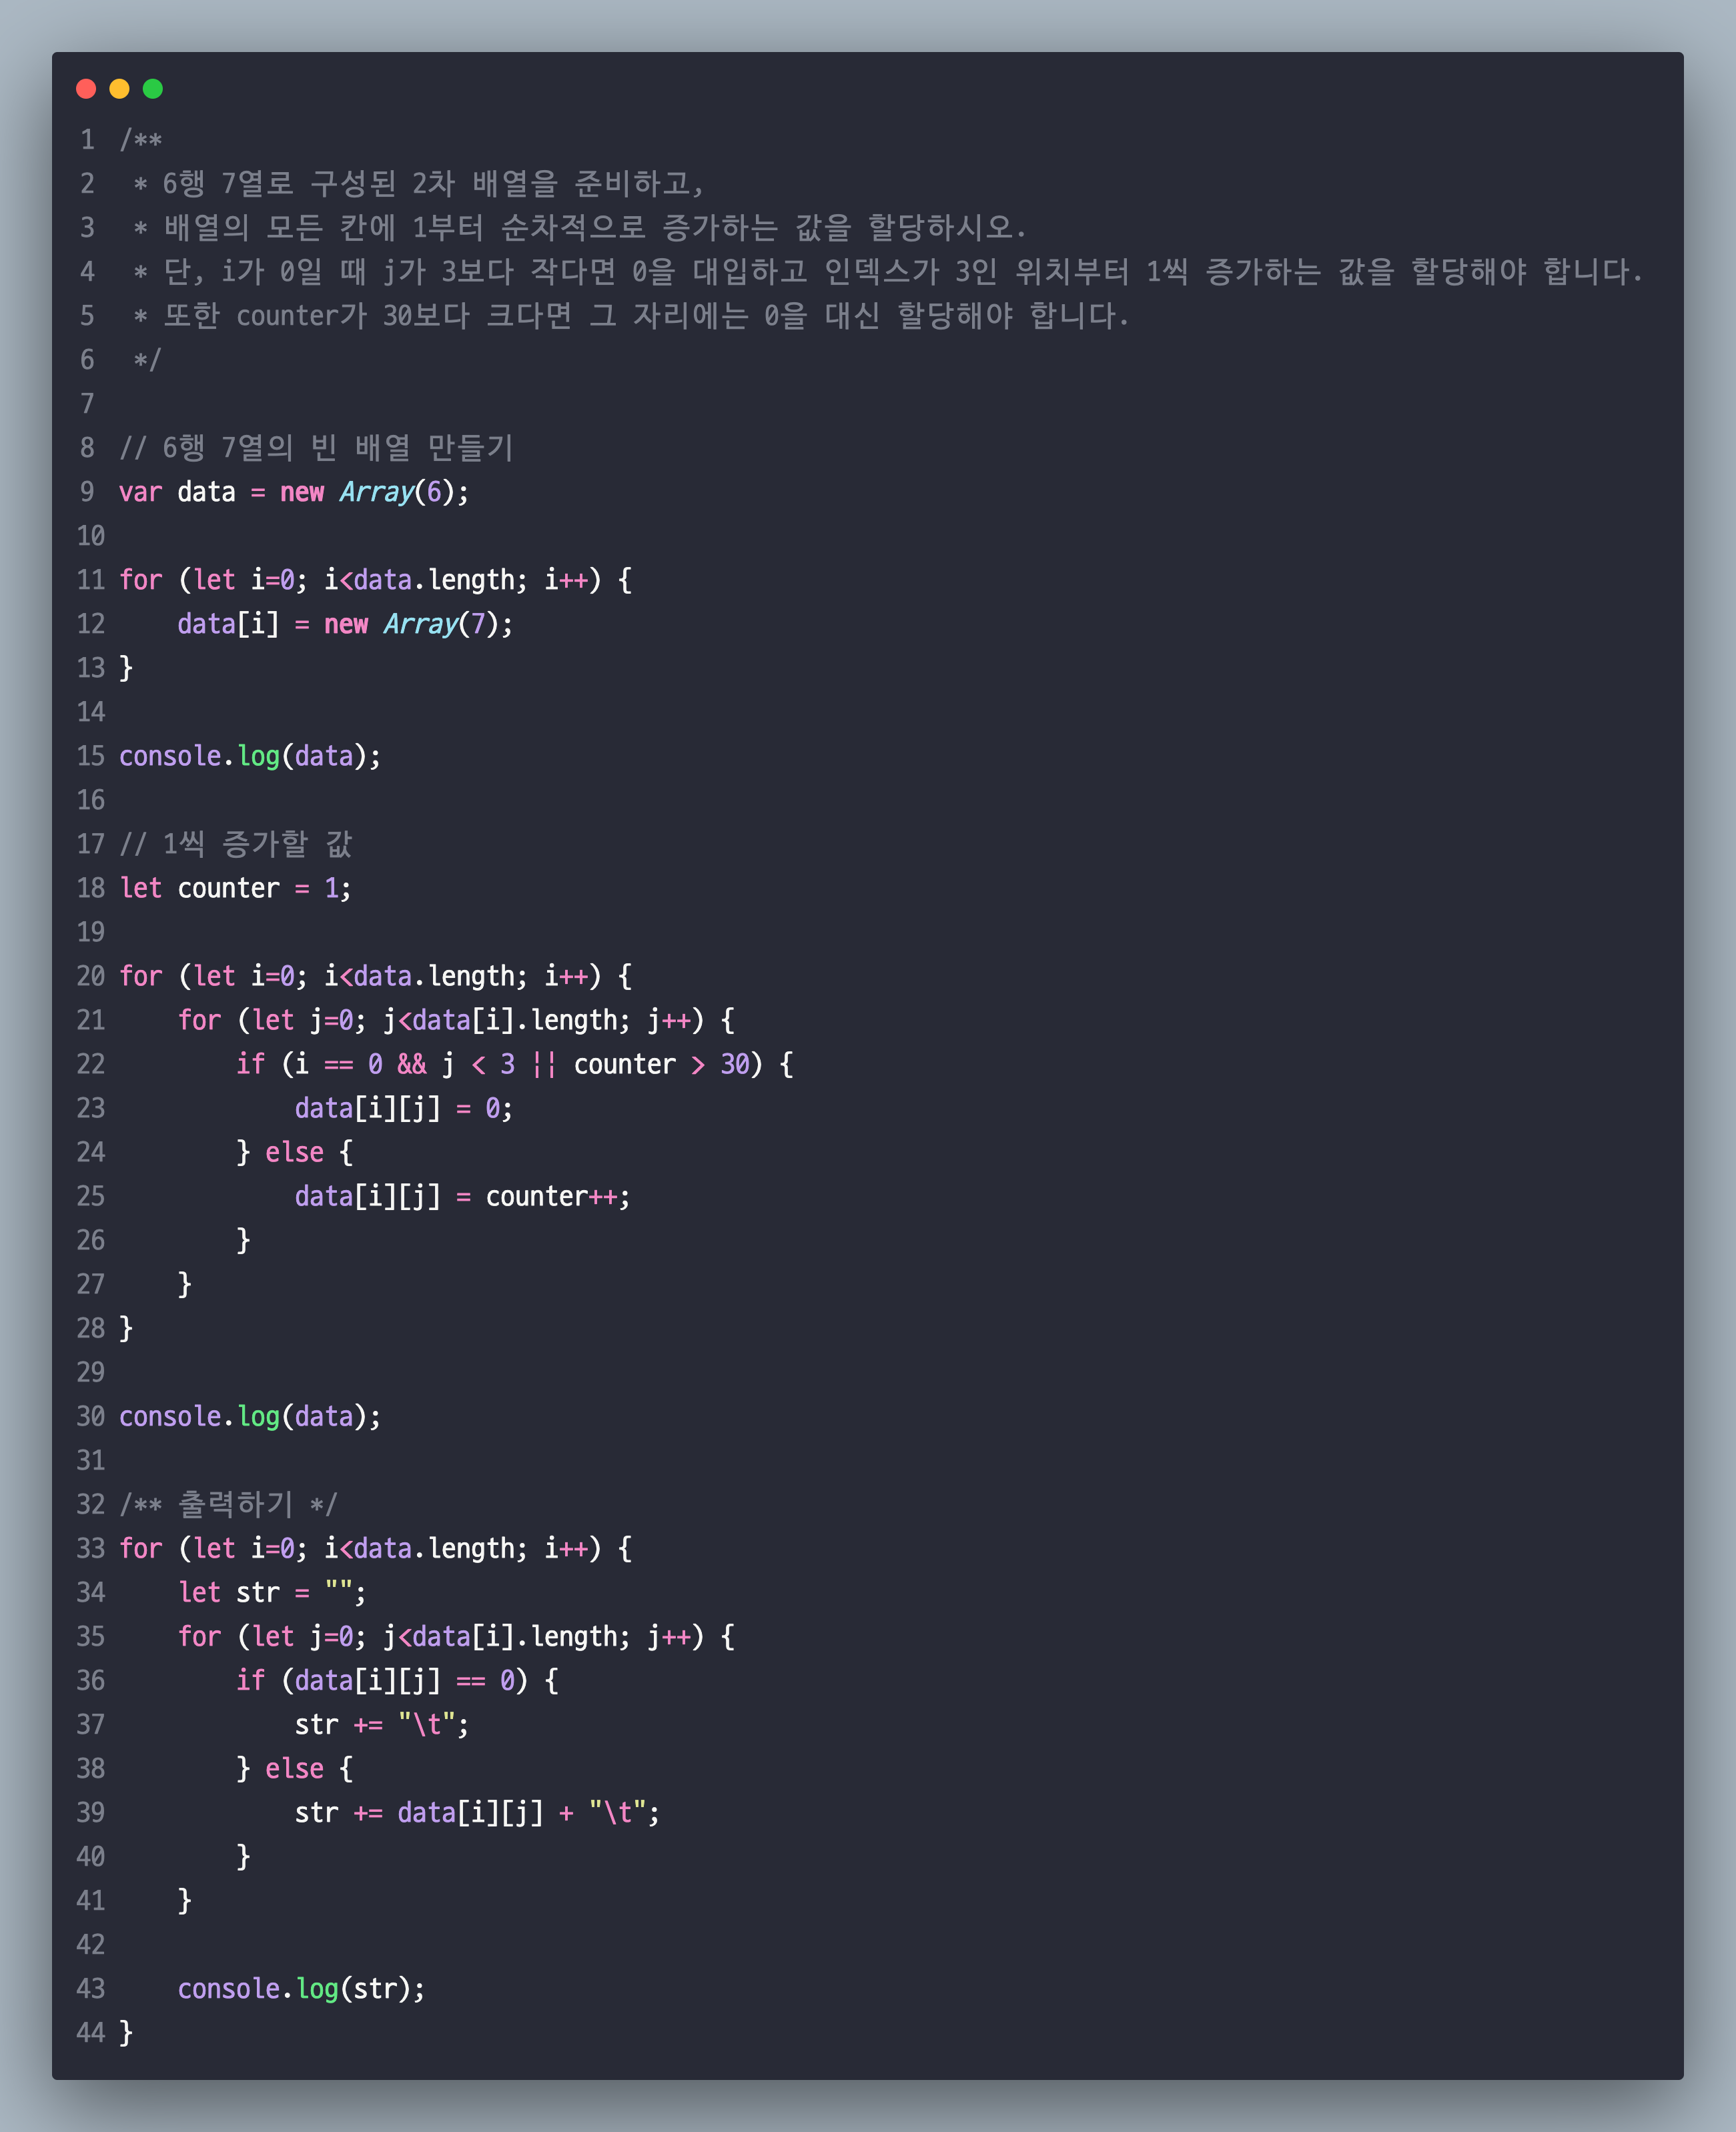 1 /**
2  * 6행 7열로 구성된 2차 배열을 준비하고,
3  * 배열의 모든 칸에 1부터 순차적으로 증가하는 값을 할당하시오.
4  * 단, i가 0일 때 j가 3보다 작다면 0을 대입하고 인덱스가 3인 위치부터 1씩 증가하는 값을 할당해야 합니다.
5  * 또한 counter가 30보다 크다면 그 자리에는 0을 대신 할당해야 합니다.
6  */
7
8 // 6행 7열의 빈 배열 만들기
9 var data = new Array(6);
10
11 for (let i=0; i<data.length; i++) {
12     data[i] = new Array(7);
13 }
14
15 console.log(data);
16
17 // 1씩 증가할 값
18 let counter = 1;
19
20 for (let i=0; i<data.length; i++) {
21     for (let j=0; j<data[i].length; j++) {
22         if (i == 0 && j < 3 || counter > 30) {
23             data[i][j] = 0;
24         } else {
25             data[i][j] = counter++;
26         }
27     }
28 }
29
30 console.log(data);
31
32 /** 출력하기 */
33 for (let i=0; i<data.length; i++) {
34     let str = "";
35     for (let j=0; j<data[i].length; j++) {
36         if (data[i][j] == 0) {
37             str += "\t";
38         } else {
39             str += data[i][j] + "\t";
40         }
41     }
42
43     console.log(str);
44 }